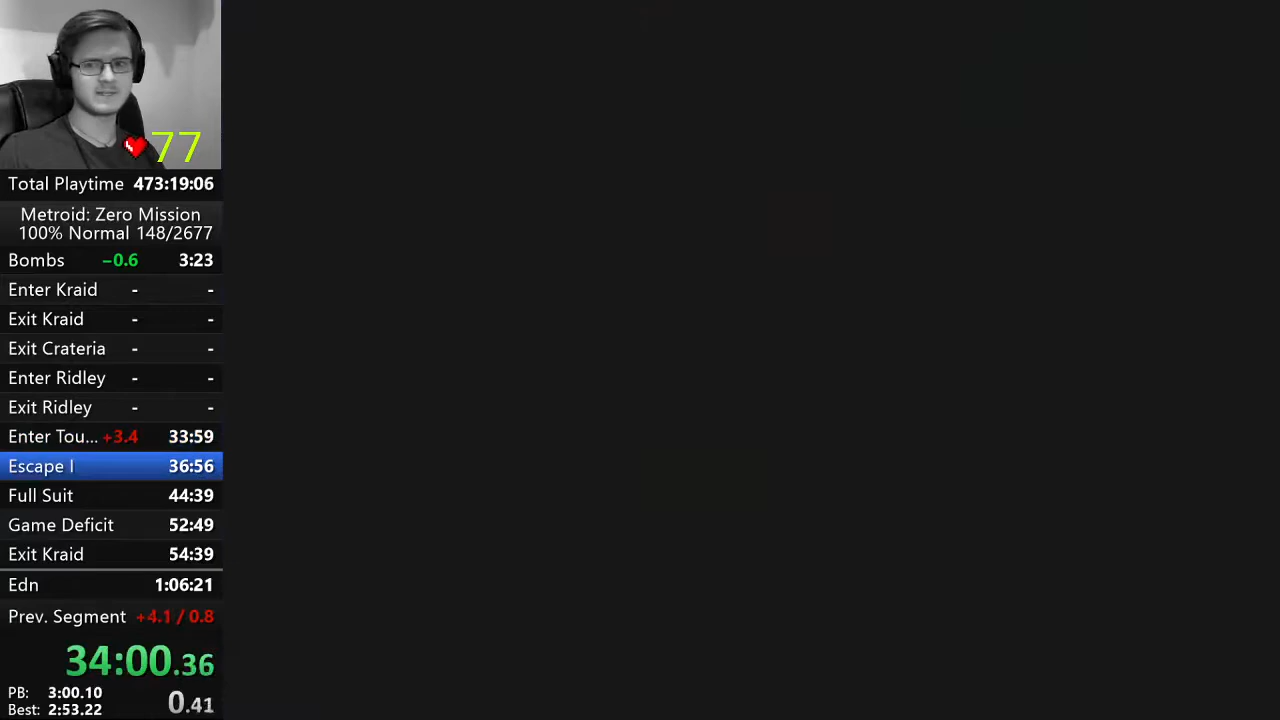 77
Total Playtime 473:19:06
Metroid: Zero Mission
100% Normal 148/2677
Bombs −0.6 3:23
Enter Kraid - -
Exit Kraid - -
Exit Crateria - -
Enter Ridley - -
Exit Ridley - -
Enter Tou... +3.4 33:59
Escape I 36:56
Full Suit 44:39
Game Deficit 52:49
Exit Kraid 54:39
Edn 1:06:21
Prev. Segment +4.1 / 0.8
34:00.36
PB: 3:00.10
Best: 2:53.22 0.41